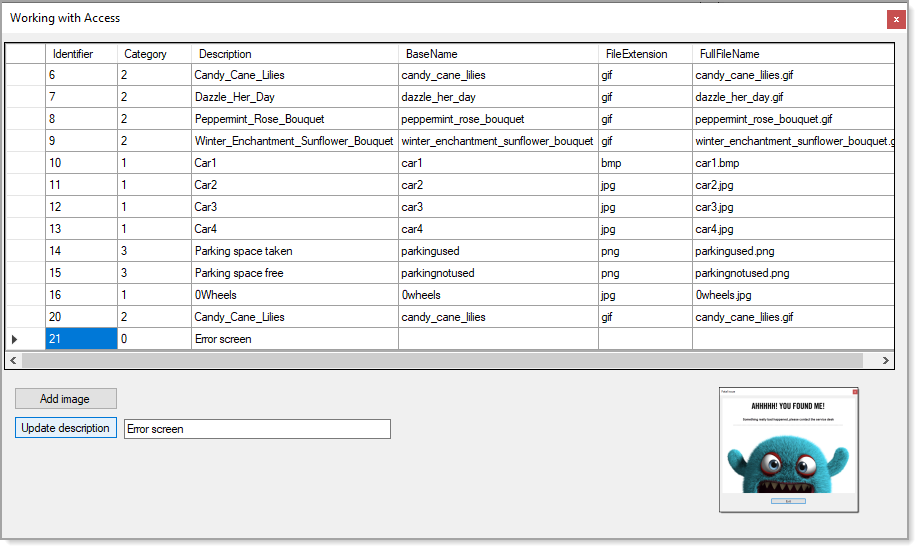 Working with Access
x
Identifier Category Description BaseName FileExtension FullFileName
6 2 Candy_Cane_Lilies candy_cane_lilies gif candy_cane_lilies.gif
7 2 Dazzle_Her_Day dazzle_her_day gif dazzle_her_day.gif
8 2 Peppermint_Rose_Bouquet peppermint_rose_bouquet gif peppermint_rose_bouquet.gif
9 2 Winter_Enchantment_Sunflower_Bouquet winter_enchantment_sunflower_bouquet gif winter_enchantment_sunflower_bouquet.g
10 1 Car1 car1 bmp car1.bmp
11 1 Car2 car2 jpg car2.jpg
12 1 Car3 car3 jpg car3.jpg
13 1 Car4 car4 jpg car4.jpg
14 3 Parking space taken parkingused png parkingused.png
15 3 Parking space free parkingnotused png parkingnotused.png
16 1 0Wheels 0wheels jpg 0wheels.jpg
20 2 Candy_Cane_Lilies candy_cane_lilies gif candy_cane_lilies.gif
21 0 Error screen
Add image
Update description Error screen
AHHHHH! YOU FOUND ME!
Something really bad happened, please contact the service desk